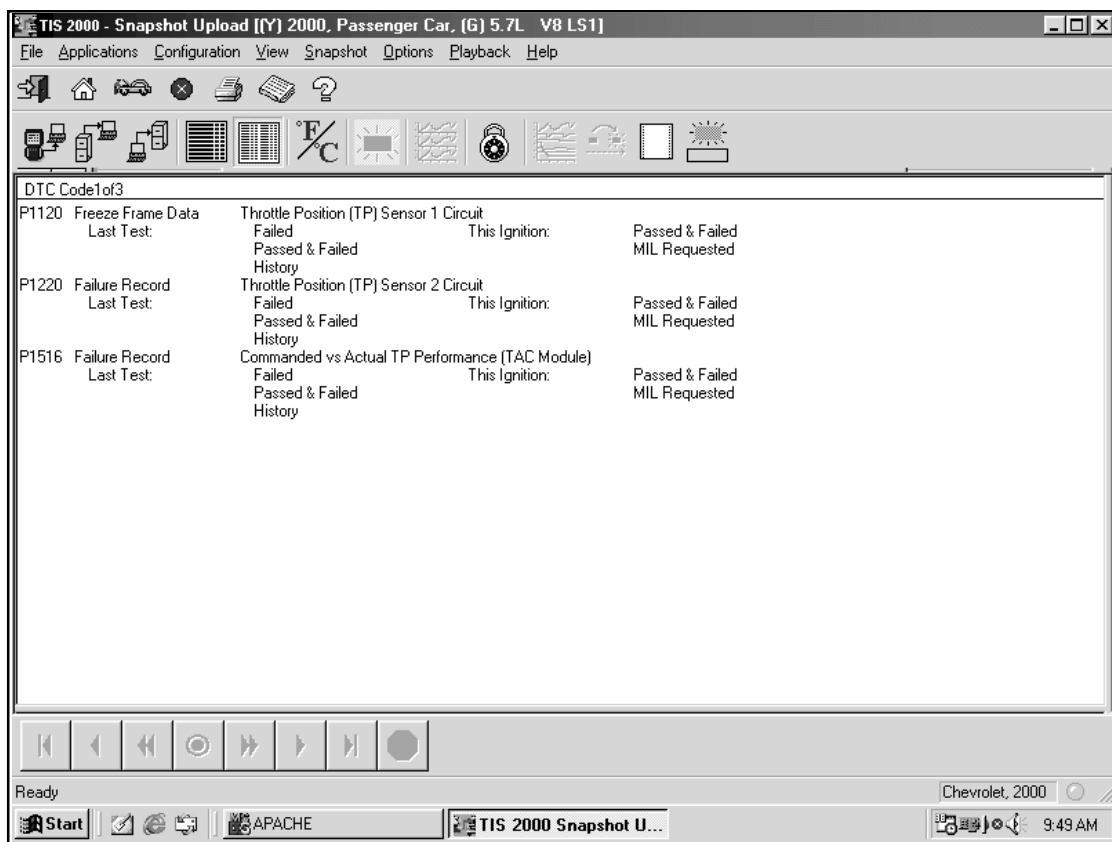 TIS 2000 - Snapshot Upload [(Y) 2000, Passenger Car, (G) 5.7L V8 LS1]
File Applications Configuration View Snapshot Options Playback Help
°F/C
DTC Code1of3
P1120 Freeze Frame Data Throttle Position (TP) Sensor 1 Circuit
Last Test: Failed This Ignition: Passed & Failed
Passed & Failed MIL Requested
History
P1220 Failure Record Throttle Position (TP) Sensor 2 Circuit
Last Test: Failed This Ignition: Passed & Failed
Passed & Failed MIL Requested
History
P1516 Failure Record Commanded vs Actual TP Performance (TAC Module)
Last Test: Failed This Ignition: Passed & Failed
Passed & Failed MIL Requested
History
Ready Chevrolet, 2000
Start APACHE TIS 2000 Snapshot U... 9:49 AM